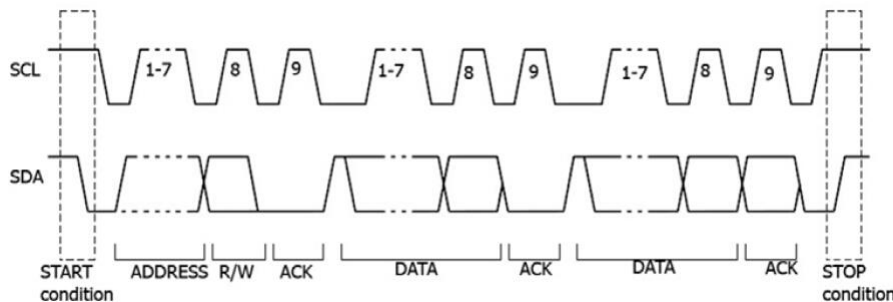 SCL
1-7
8
9
1-7
8
9
1-7
8
9
SDA
START
condition
ADDRESS
R/W
ACK
DATA
ACK
DATA
ACK
STOP
condition